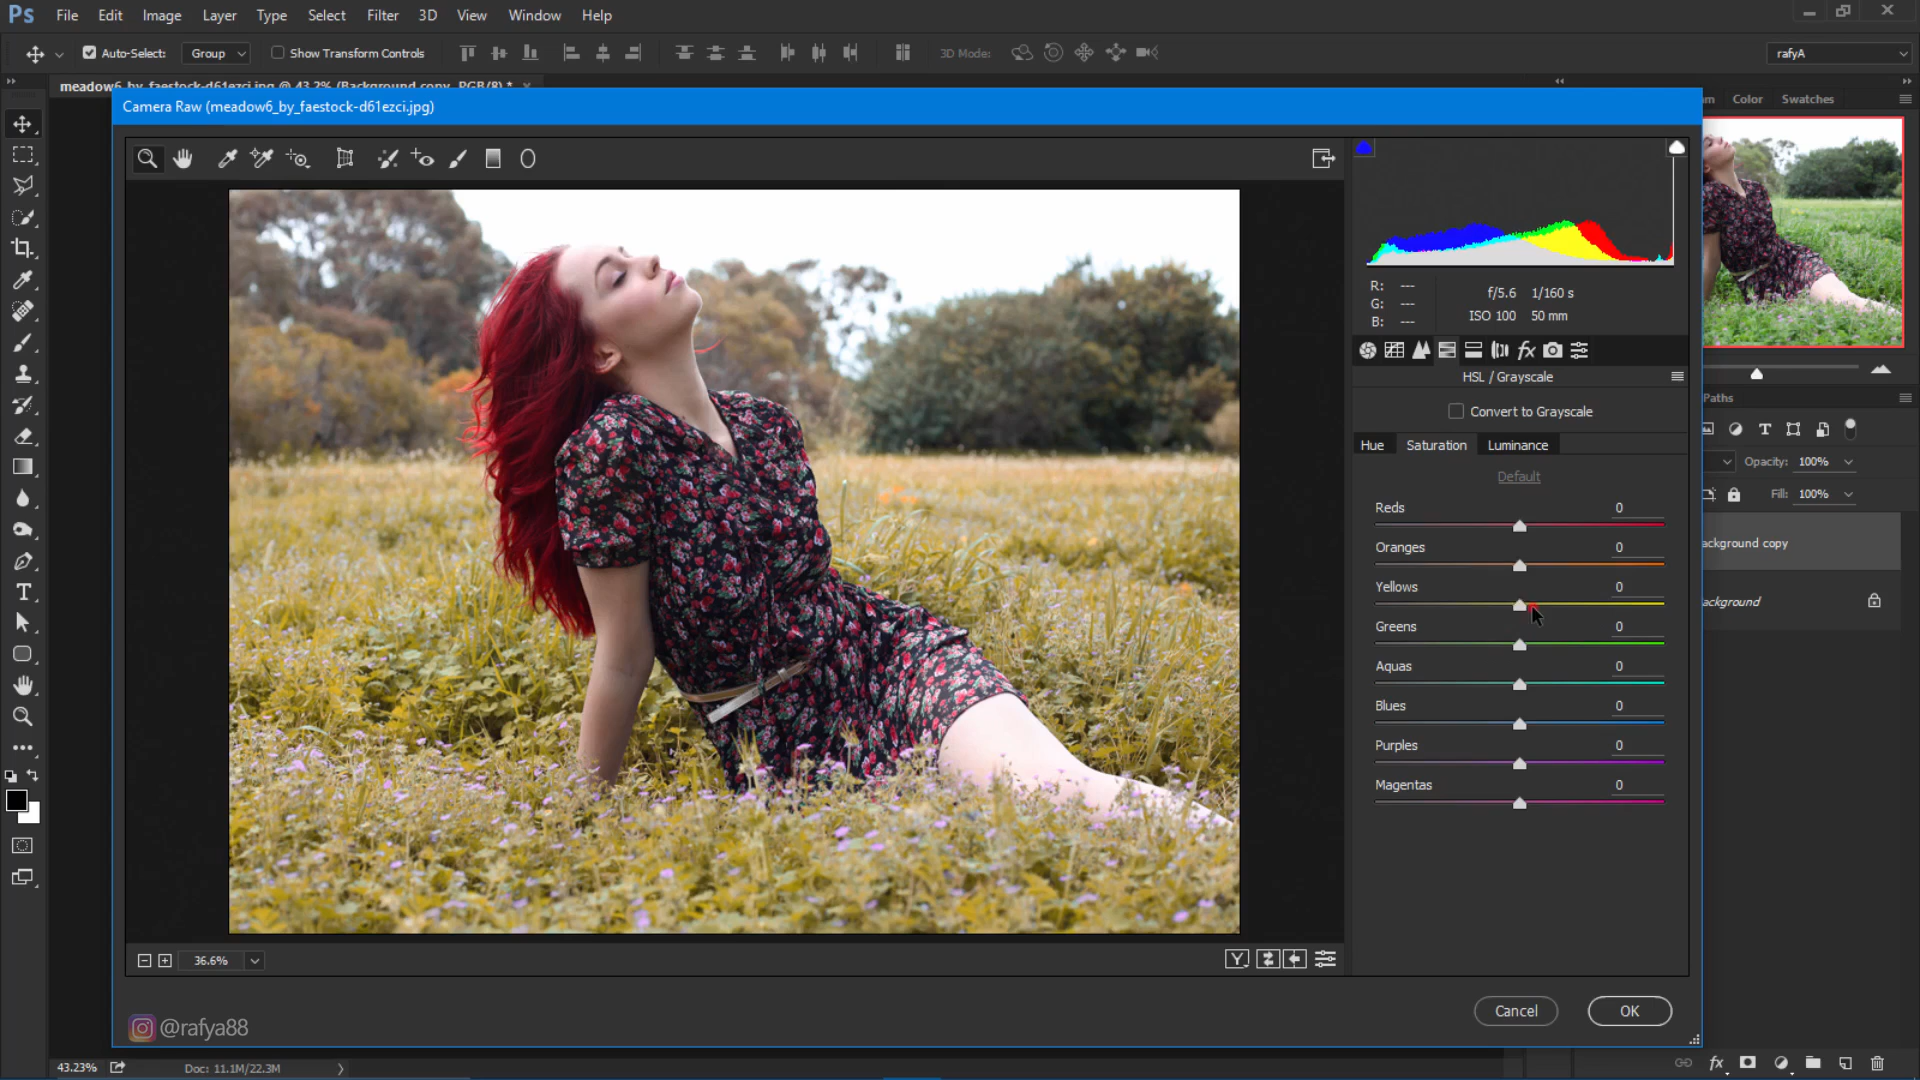 Ps File Edit Image Layer Type Select Filter 3D View Window Help
Auto-Select: Group Show Transform Controls 3D Mode: rafyA
meadow6_by_faestock-d61ezci.jpg @ 43.2% (Background copy, RGB/8) *
Color Swatches
Camera Raw (meadow6_by_faestock-d61ezci.jpg)
R: ---
G: ---
B: ---
f/5.6 1/160 s
ISO 100 50 mm
HSL / Grayscale
Convert to Grayscale
Hue Saturation Luminance
Default
Reds 0
Oranges 0
Yellows 0
Greens 0
Aquas 0
Blues 0
Purples 0
Magentas 0
Paths
Opacity: 100%
Fill: 100%
ackground copy
ackground
36.6%
Y
Cancel OK
@rafya88
43.23% Doc: 11.1M/22.3M
fx